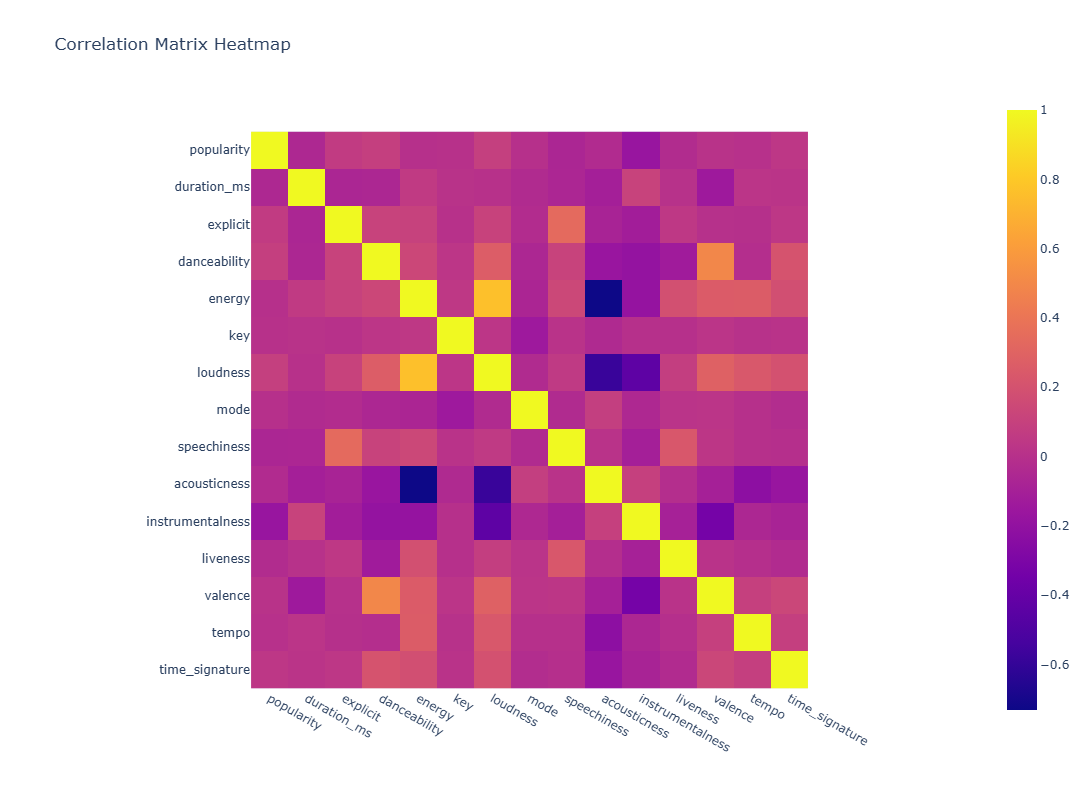 Correlation Matrix Heatmap
popularity
duration_ms
explicit
danceability
energy
key
loudness
mode
speechiness
acousticness
instrumentalness
liveness
valence
tempo
time_signature
popularity
duration_ms
explicit
danceability
energy
key
loudness
mode
speechiness
acousticness
instrumentalness
liveness
valence
tempo
time_signature
1
0.8
0.6
0.4
0.2
0
−0.2
−0.4
−0.6